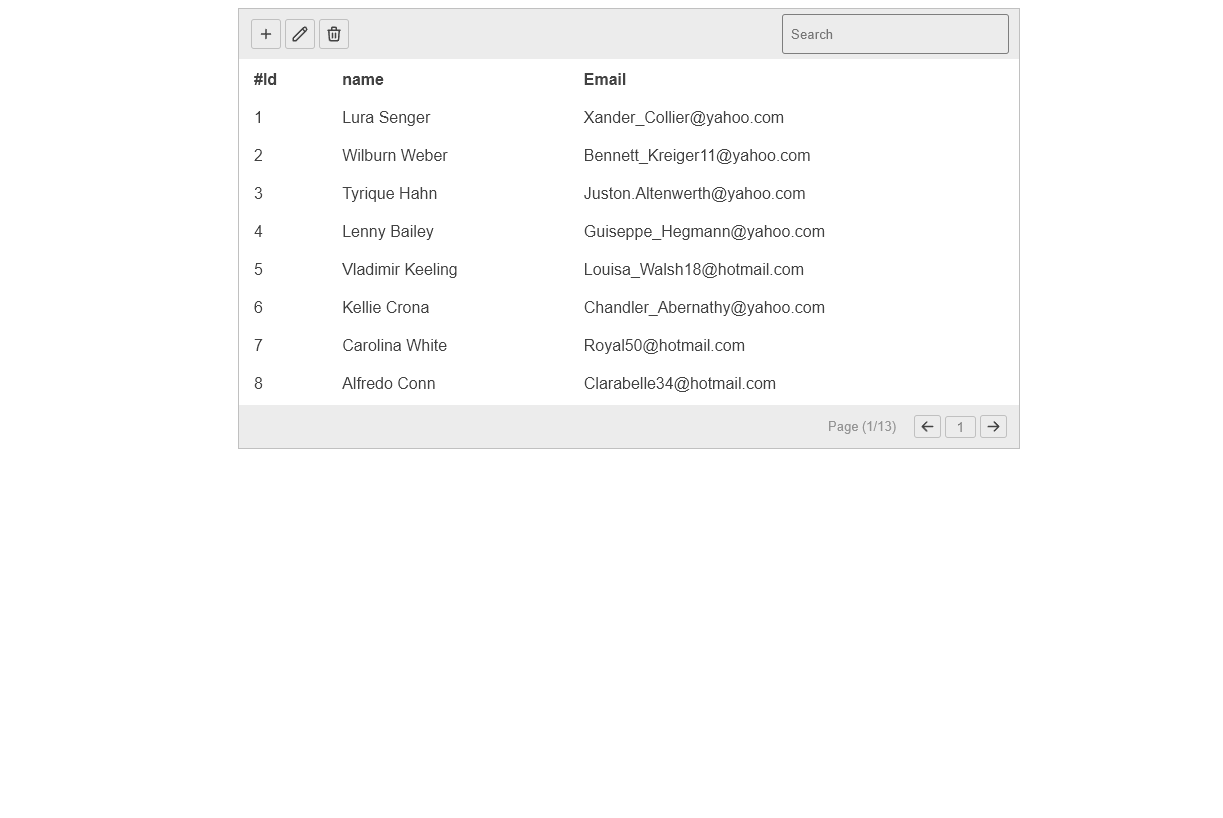 Search
#Id name Email
1 Lura Senger Xander_Collier@yahoo.com
2 Wilburn Weber Bennett_Kreiger11@yahoo.com
3 Tyrique Hahn Juston.Altenwerth@yahoo.com
4 Lenny Bailey Guiseppe_Hegmann@yahoo.com
5 Vladimir Keeling Louisa_Walsh18@hotmail.com
6 Kellie Crona Chandler_Abernathy@yahoo.com
7 Carolina White Royal50@hotmail.com
8 Alfredo Conn Clarabelle34@hotmail.com
Page (1/13) 1